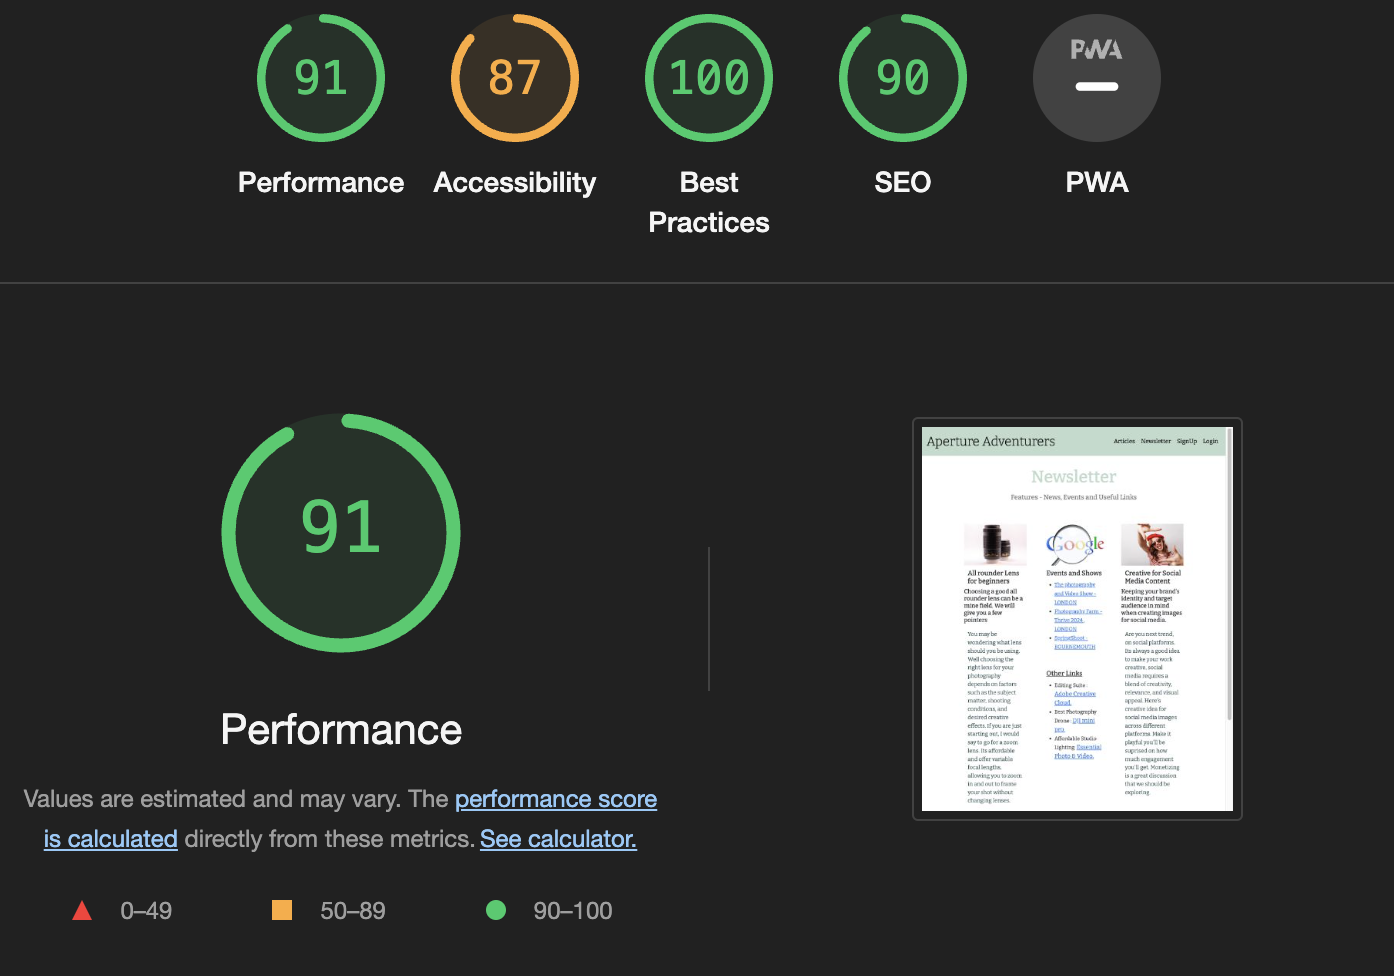 91
87
100
90
PWA
Performance
Accessibility
Best
Practices
SEO
PWA
91
Performance
Values are estimated and may vary. The performance score
is calculated directly from these metrics. See calculator.
0–49
50–89
90–100
Aperture Adventurers
Articles Newsletter SignUp Login
Newsletter
Features - News, Events and Useful Links
All rounder Lens
for beginners
Choosing a good all
rounder lens can be a
mine field. We will
give you a few
pointers
You may be
wondering what lens
should you be using.
Well choosing the
right lens for your
photography
depends on factors
such as the subject
matter, shooting
conditions, and
desired creative
effects. If you are just
starting out, i would
say to go for a zoom
lens. Its affordable
and offer variable
focal lengths,
allowing you to zoom
in and out to frame
your shot without
changing lenses.
Google
Events and Shows
The photography
and Video Show -
LONDON
Photography Farm -
Thrive 2024 -
LONDON
SpringShoot -
BOURNEMOUTH
Other Links
Editing Suite:
Adobe Creative
Cloud.
Best Photography
Drone: DJI mini
pro.
Affordable Studio
Lighting: Essential
Photo & Video.
Creative for Social
Media Content
Keeping your brand's
identity and target
audience in mind
when creating images
for social media.
Are you next trend,
on social platforms.
Its always a good idea
to make your work
creative, social
media requires a
blend of creativity,
relevance, and visual
appeal. Here's
creative idea for
social media images
across different
platforms. Make it
playful you'll be
suprised on how
much engagement
you'll get. Monetizing
is a great discussion
that we should be
exploring.